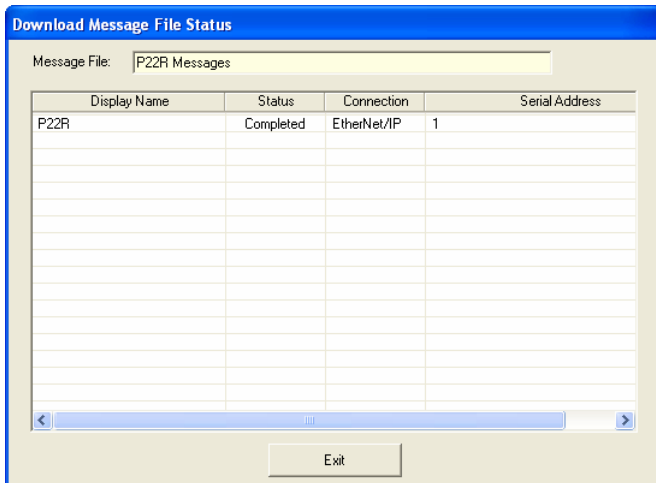 Download Message File Status
Message File: P22R Messages
Display Name Status Connection Serial Address
P22R Completed EtherNet/IP 1
Exit